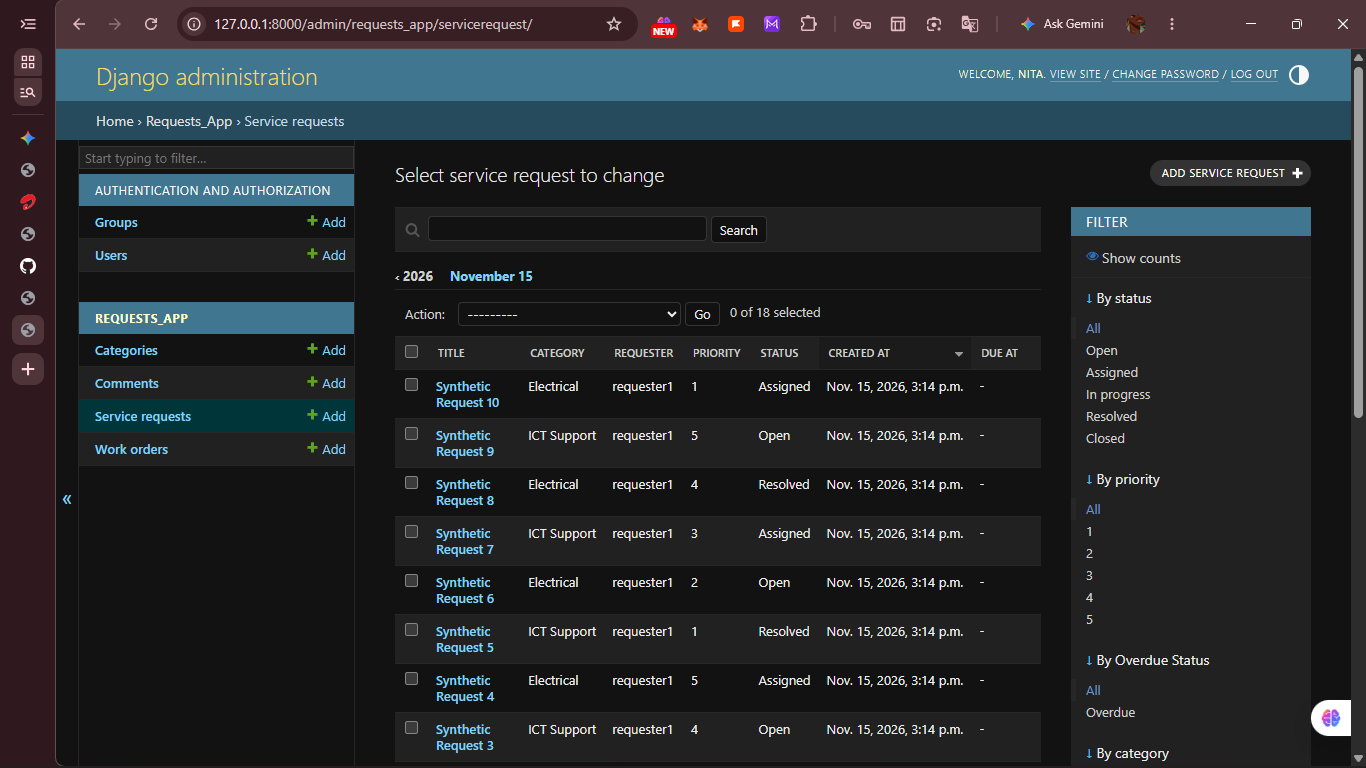 127.0.0.1:8000/admin/requests_app/servicerequest/
NEW
Ask Gemini
Django administration
WELCOME, NITA. VIEW SITE / CHANGE PASSWORD / LOG OUT
Home › Requests_App › Service requests
Start typing to filter...
AUTHENTICATION AND AUTHORIZATION
Groups + Add
Users + Add
REQUESTS_APP
Categories + Add
Comments + Add
Service requests + Add
Work orders + Add
«
Select service request to change
ADD SERVICE REQUEST +
Search
‹ 2026 November 15
Action: --------- Go 0 of 18 selected
TITLE CATEGORY REQUESTER PRIORITY STATUS CREATED AT DUE AT
Synthetic Request 10 Electrical requester1 1 Assigned Nov. 15, 2026, 3:14 p.m. -
Synthetic Request 9 ICT Support requester1 5 Open Nov. 15, 2026, 3:14 p.m. -
Synthetic Request 8 Electrical requester1 4 Resolved Nov. 15, 2026, 3:14 p.m. -
Synthetic Request 7 ICT Support requester1 3 Assigned Nov. 15, 2026, 3:14 p.m. -
Synthetic Request 6 Electrical requester1 2 Open Nov. 15, 2026, 3:14 p.m. -
Synthetic Request 5 ICT Support requester1 1 Resolved Nov. 15, 2026, 3:14 p.m. -
Synthetic Request 4 Electrical requester1 5 Assigned Nov. 15, 2026, 3:14 p.m. -
Synthetic Request 3 ICT Support requester1 4 Open Nov. 15, 2026, 3:14 p.m. -
FILTER
Show counts
↓ By status
All
Open
Assigned
In progress
Resolved
Closed
↓ By priority
All
1
2
3
4
5
↓ By Overdue Status
All
Overdue
↓ By category